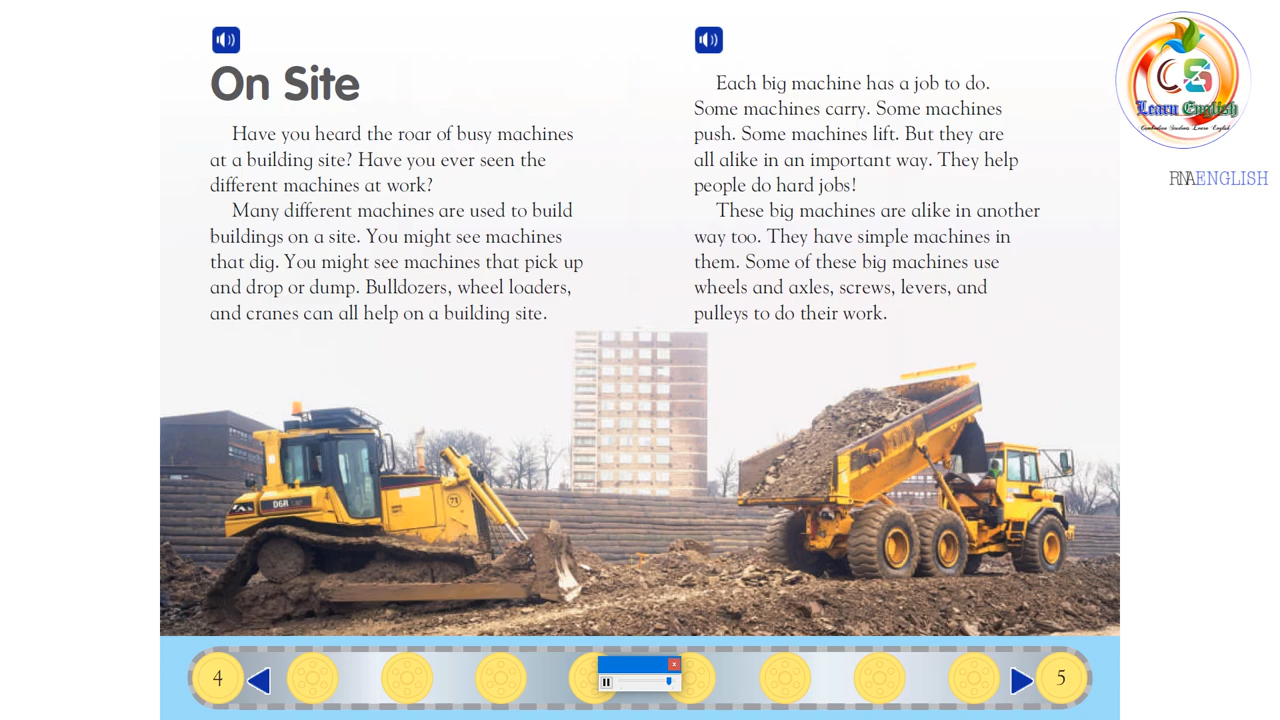 On Site
Have you heard the roar of busy machines
at a building site? Have you ever seen the
different machines at work?
Many different machines are used to build
buildings on a site. You might see machines
that dig. You might see machines that pick up
and drop or dump. Bulldozers, wheel loaders,
and cranes can all help on a building site.
Each big machine has a job to do.
Some machines carry. Some machines
push. Some machines lift. But they are
all alike in an important way. They help
people do hard jobs!
These big machines are alike in another
way too. They have simple machines in
them. Some of these big machines use
wheels and axles, screws, levers, and
pulleys to do their work.
CS
Learn English
Cambodian Students Learn English
RNAENGLISH
D6R
71
4
5
x